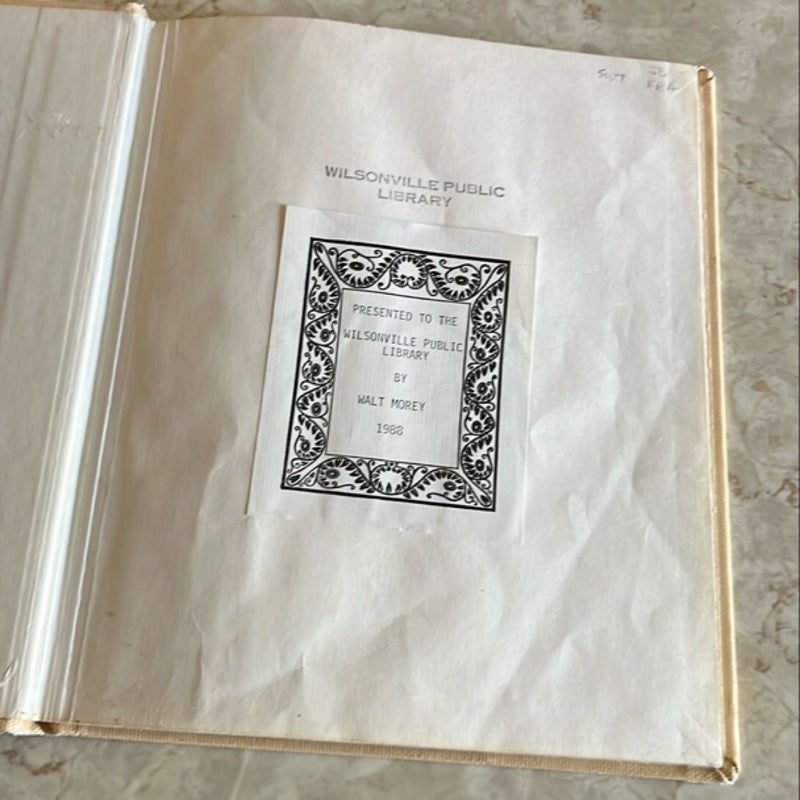 WILSONVILLE PUBLIC
LIBRARY
PRESENTED TO THE
WILSONVILLE PUBLIC
LIBRARY
BY
WALT MOREY
1988